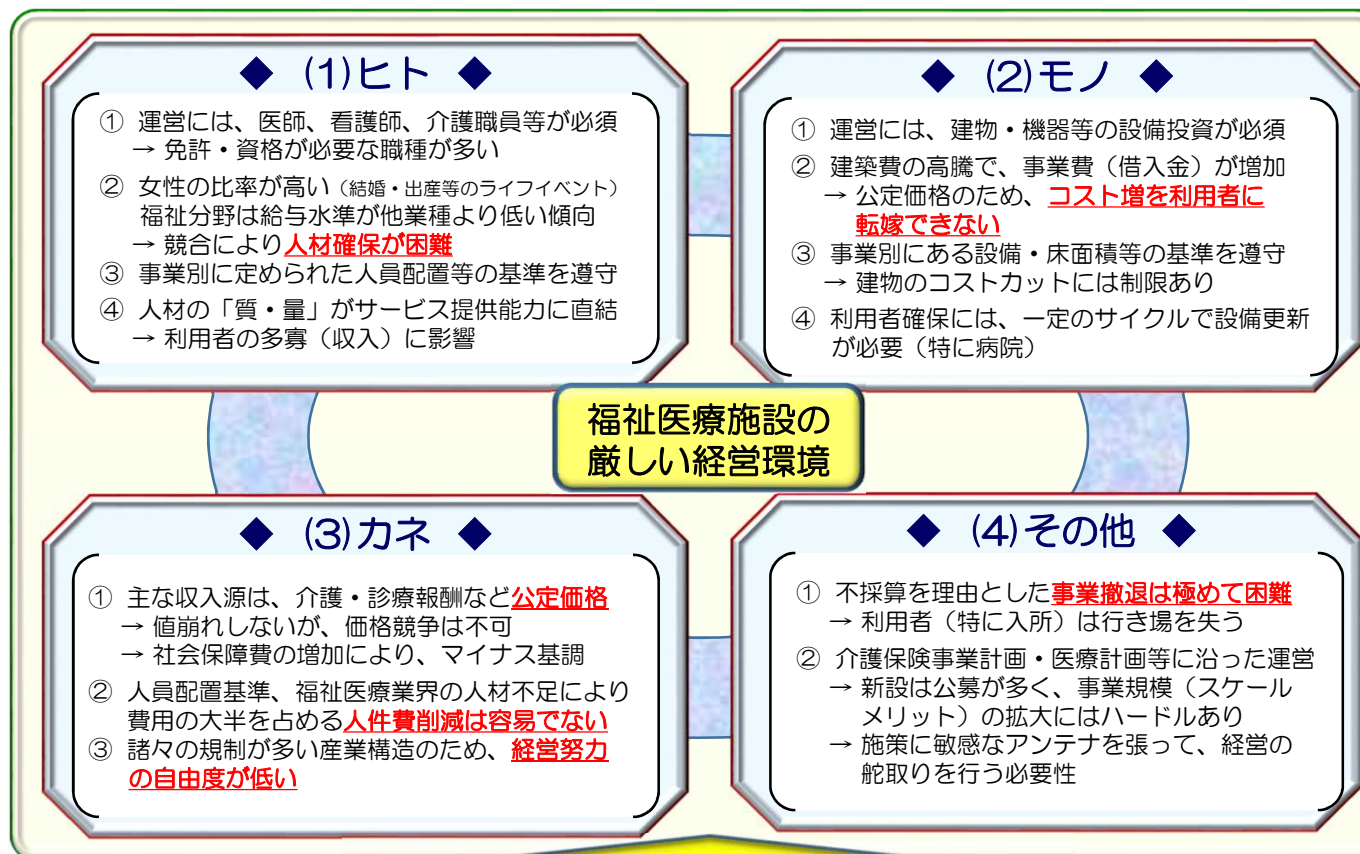 ◆ (1)ヒト ◆
① 運営には、医師、看護師、介護職員等が必須
→ 免許・資格が必要な職種が多い
② 女性の比率が高い（結婚・出産等のライフイベント）
福祉分野は給与水準が他業種より低い傾向
→ 競合により人材確保が困難
③ 事業別に定められた人員配置等の基準を遵守
④ 人材の「質・量」がサービス提供能力に直結
→ 利用者の多寡（収入）に影響
◆ (2)モノ ◆
① 運営には、建物・機器等の設備投資が必須
② 建築費の高騰で、事業費（借入金）が増加
→ 公定価格のため、コスト増を利用者に
転嫁できない
③ 事業別にある設備・床面積等の基準を遵守
→ 建物のコストカットには制限あり
④ 利用者確保には、一定のサイクルで設備更新
が必要（特に病院）
福祉医療施設の
厳しい経営環境
◆ (3)カネ ◆
① 主な収入源は、介護・診療報酬など公定価格
→ 値崩れしないが、価格競争は不可
→ 社会保障費の増加により、マイナス基調
② 人員配置基準、福祉医療業界の人材不足により
費用の大半を占める人件費削減は容易でない
③ 諸々の規制が多い産業構造のため、経営努力
の自由度が低い
◆ (4)その他 ◆
① 不採算を理由とした事業撤退は極めて困難
→ 利用者（特に入所）は行き場を失う
② 介護保険事業計画・医療計画等に沿った運営
→ 新設は公募が多く、事業規模（スケール
メリット）の拡大にはハードルあり
→ 施策に敏感なアンテナを張って、経営の
舵取りを行う必要性